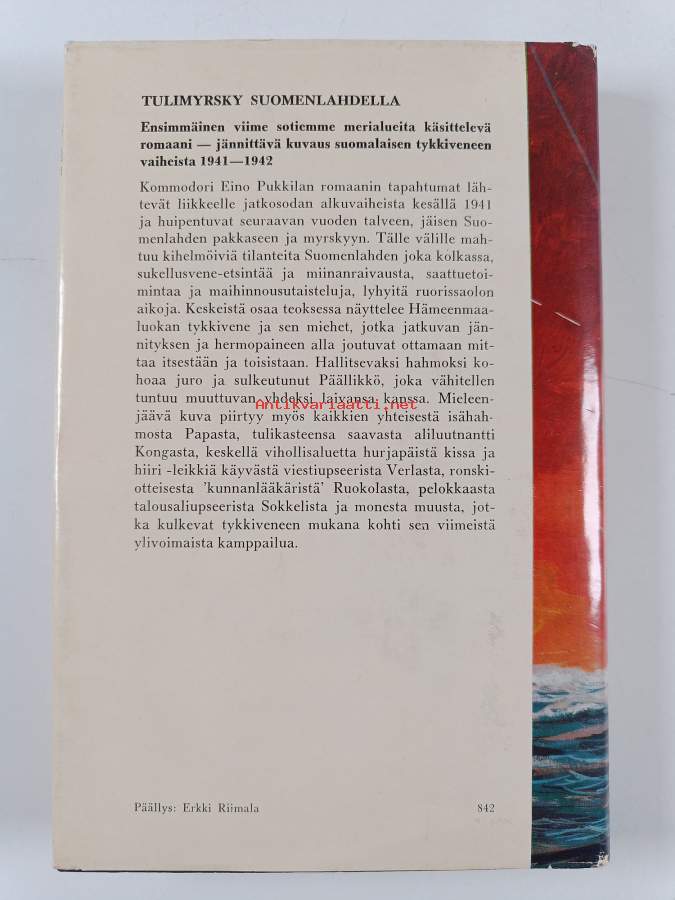 TULIMYRSKY SUOMENLAHDELLA
Ensimmäinen viime sotiemme merialueita käsittelevä
romaani — jännittävä kuvaus suomalaisen tykkiveneen
vaiheista 1941—1942
Kommodori Eino Pukkilan romaanin tapahtumat läh-
tevät liikkeelle jatkosodan alkuvaiheista kesällä 1941
ja huipentuvat seuraavan vuoden talveen, jäisen Suo-
menlahden pakkaseen ja myrskyyn. Tälle välille mah-
tuu kihelmöiviä tilanteita Suomenlahden joka kolkassa,
sukellusvene-etsintää ja miinanraivausta, saattuetoi-
mintaa ja maihinnousutaisteluja, lyhyitä ruorissaolon
aikoja. Keskeistä osaa teoksessa näyttelee Hämeenmaa-
luokan tykkivene ja sen miehet, jotka jatkuvan jän-
nityksen ja hermopaineen alla joutuvat ottamaan mit-
taa itsestään ja toisistaan. Hallitsevaksi hahmoksi ko-
hoaa juro ja sulkeutunut Päällikkö, joka vähitellen
tuntuu muuttuvan yhdeksi laivansa kanssa. Mieleen-
Antikvariaatti.net
jäävä kuva piirtyy myös kaikkien yhteisestä isähah-
mosta Papasta, tulikasteensa saavasta aliluutnantti
Kongasta, keskellä vihollisaluetta hurjapäistä kissa ja
hiiri -leikkiä käyvästä viestiupseerista Verlasta, ronski-
otteisesta 'kunnanlääkäristä' Ruokolasta, pelokkaasta
talousaliupseerista Sokkelista ja monesta muusta, jot-
ka kulkevat tykkiveneen mukana kohti sen viimeistä
ylivoimaista kamppailua.
Päällys: Erkki Riimala
842